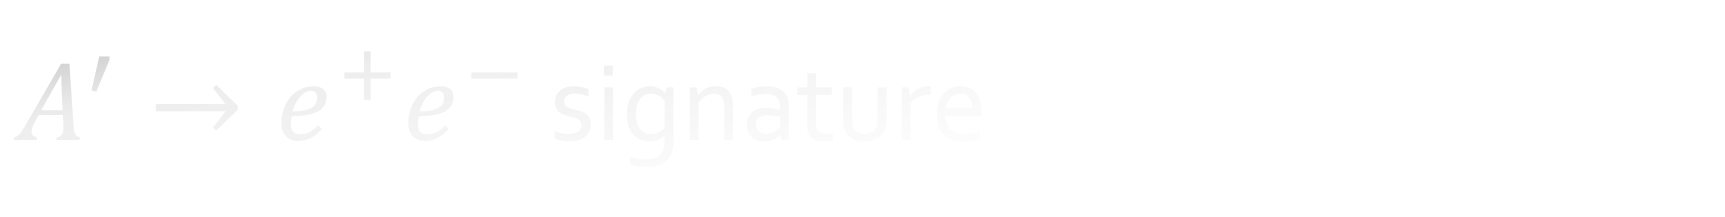 A′ → e⁺e⁻ signature